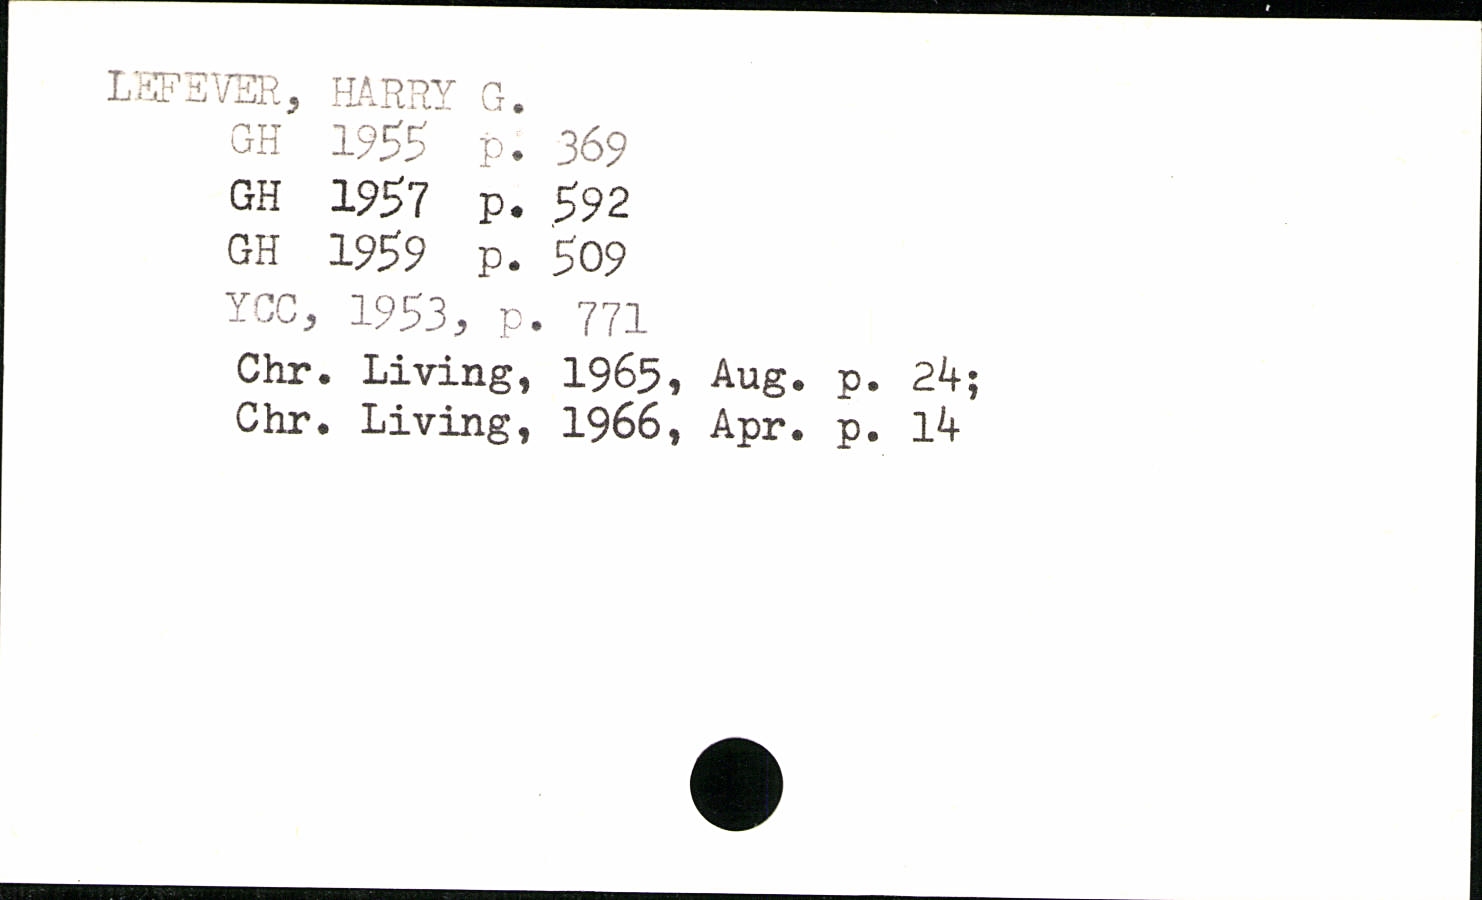 LEFEVER, HARRY G.
GH 1955 p. 369
GH 1957 p. 592
GH 1959 p. 509
YCC, 1953, p. 771
Chr. Living, 1965, Aug. p. 24;
Chr. Living, 1966, Apr. p. 14